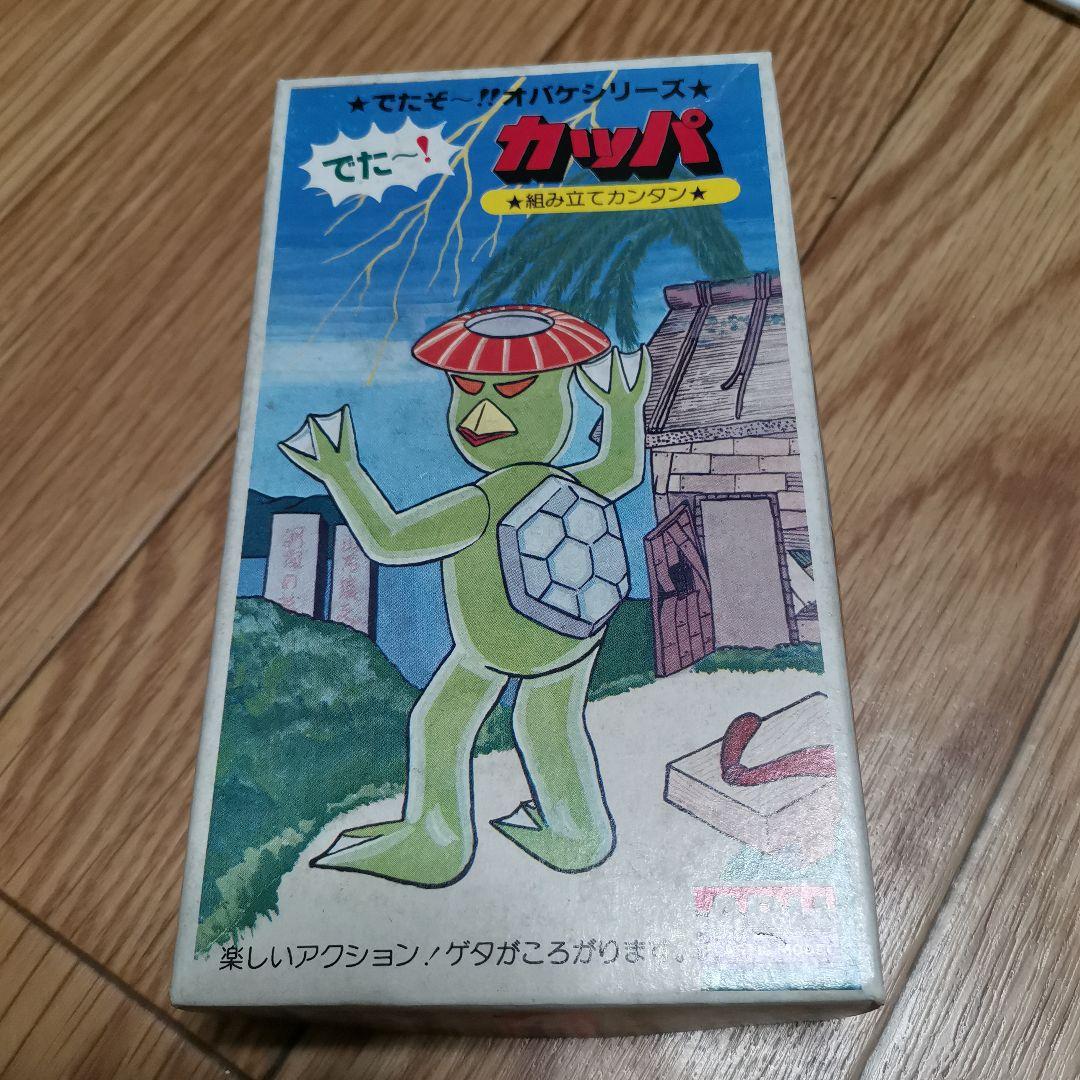 ★でたぞ～!!オバケシリーズ★
でた～!
カッパ
★組み立てカンタン★
楽しいアクション！ゲタがころがります